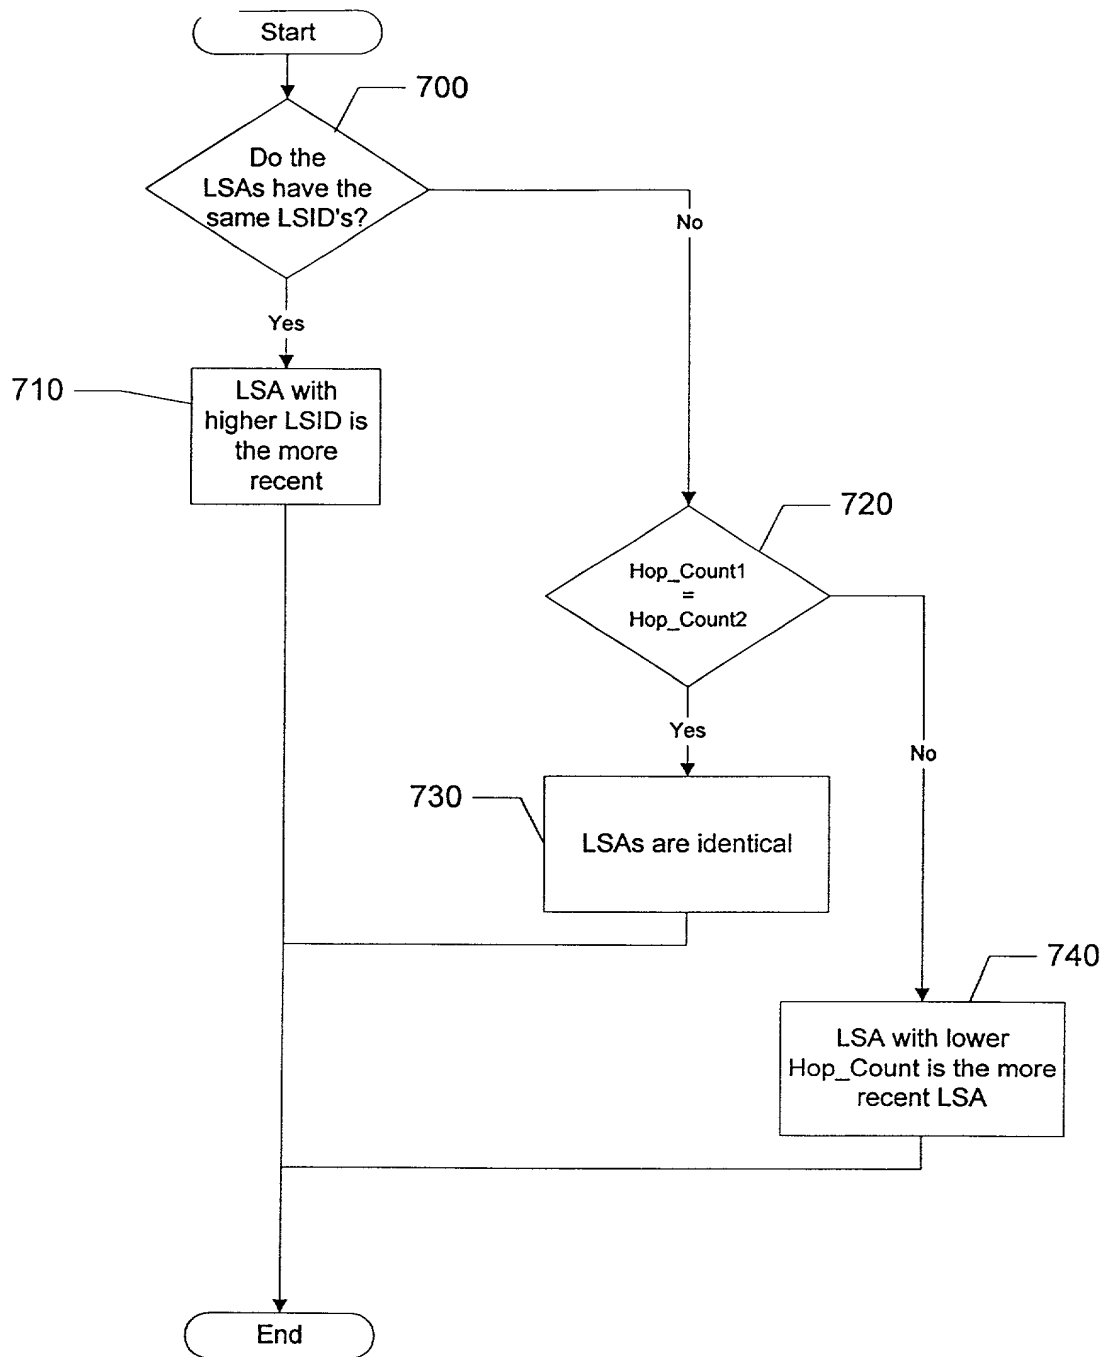 Start
700
Do the
LSAs have the
same LSID's?
No
Yes
710
LSA with
higher LSID is
the more
recent
720
Hop_Count1
=
Hop_Count2
Yes
No
730
LSAs are identical
740
LSA with lower
Hop_Count is the more
recent LSA
End